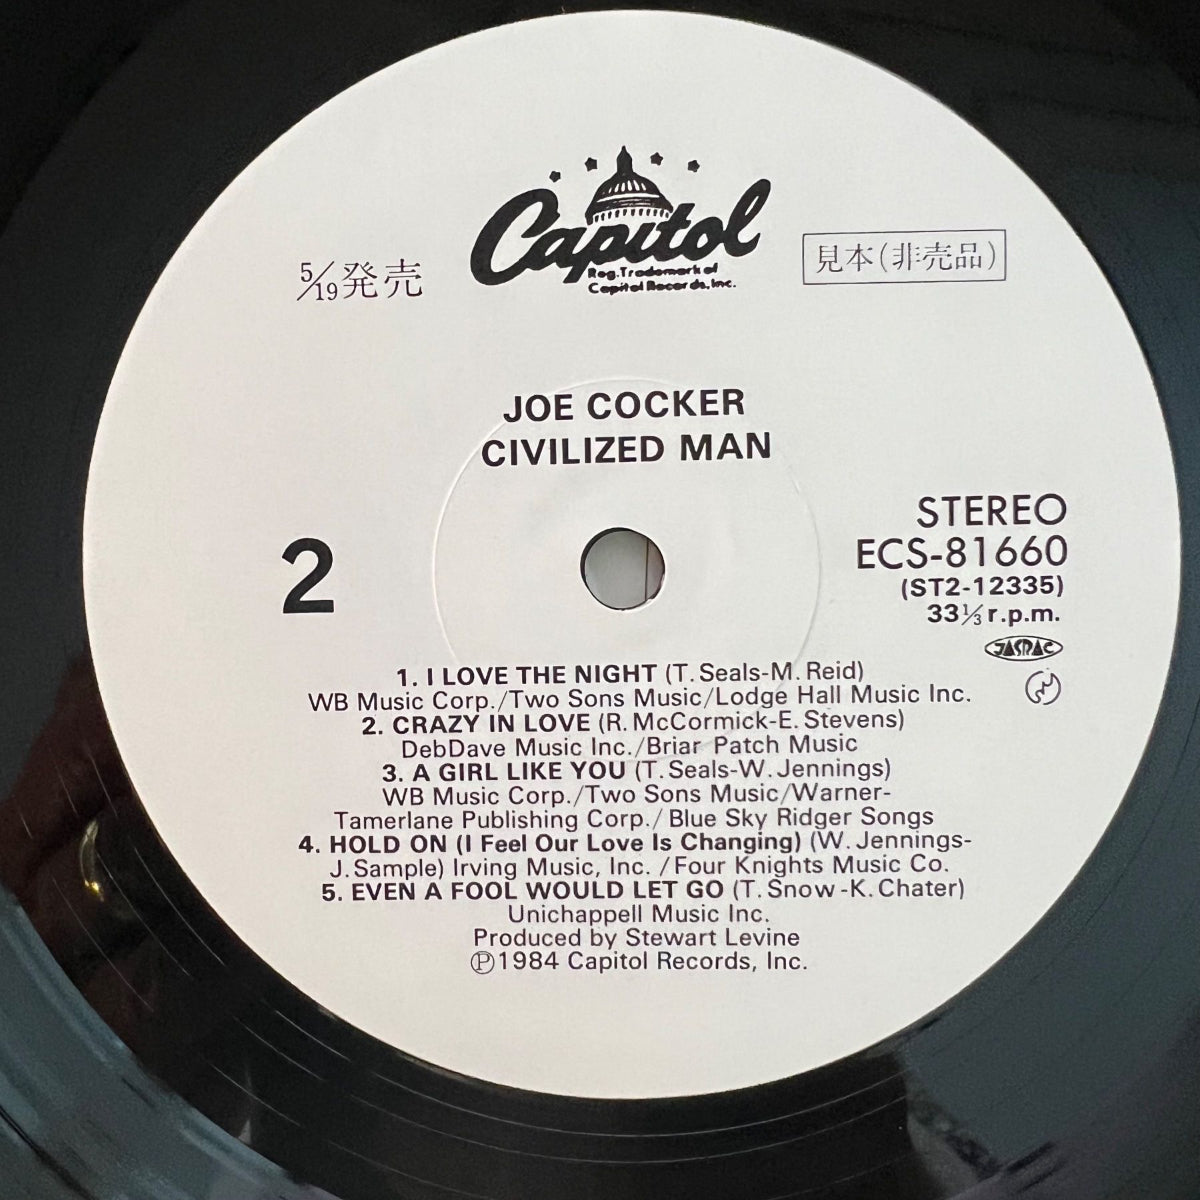 Capitol
Reg. Trademark of
Capitol Records, Inc.
5/19発売
見本(非売品)
JOE COCKER
CIVILIZED MAN
2
STEREO
ECS-81660
(ST2-12335)
33⅓ r.p.m.
JASRAC
1. I LOVE THE NIGHT (T. Seals-M. Reid)
WB Music Corp./Two Sons Music/Lodge Hall Music Inc.
2. CRAZY IN LOVE (R. McCormick-E. Stevens)
DebDave Music Inc./Briar Patch Music
3. A GIRL LIKE YOU (T. Seals-W. Jennings)
WB Music Corp./Two Sons Music/Warner-
Tamerlane Publishing Corp./ Blue Sky Ridger Songs
4. HOLD ON (I Feel Our Love Is Changing) (W. Jennings-
J. Sample) Irving Music, Inc. /Four Knights Music Co.
5. EVEN A FOOL WOULD LET GO (T. Snow-K. Chater)
Unichappell Music Inc.
Produced by Stewart Levine
Ⓟ1984 Capitol Records, Inc.